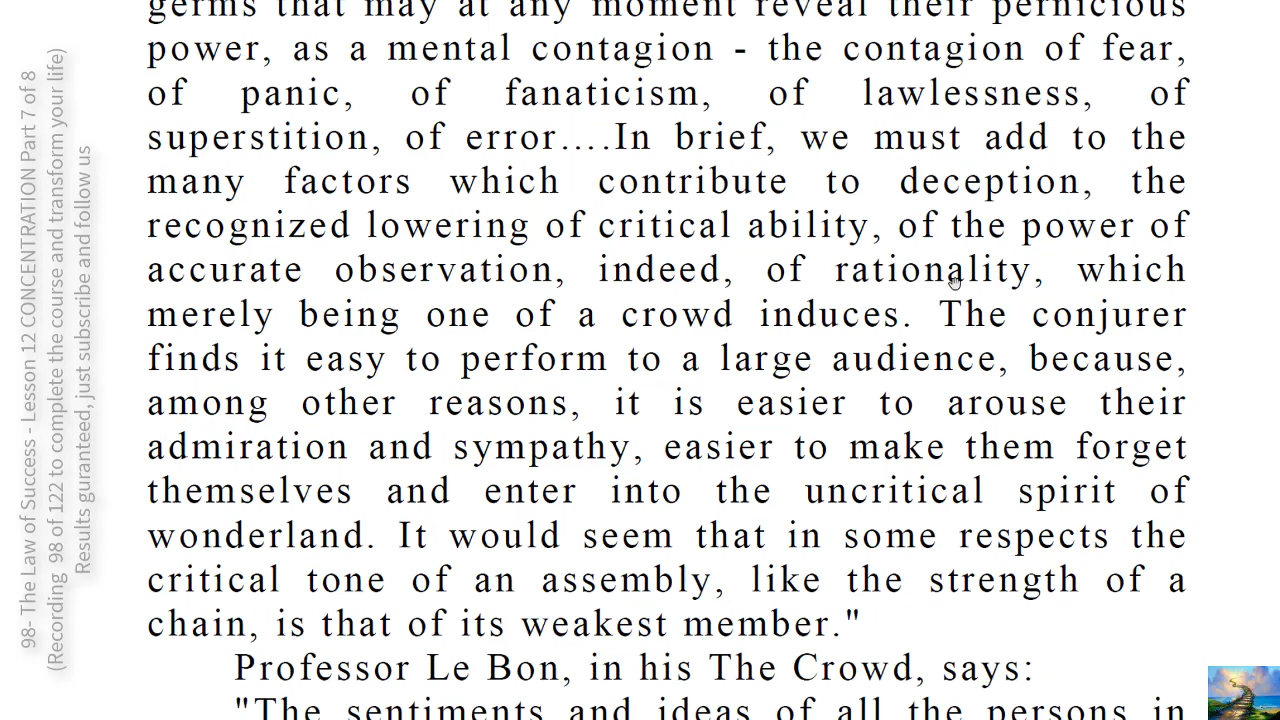 germs that may at any moment reveal their pernicious
power, as a mental contagion - the contagion of fear,
of panic, of fanaticism, of lawlessness, of
superstition, of error....In brief, we must add to the
many factors which contribute to deception, the
recognized lowering of critical ability, of the power of
accurate observation, indeed, of rationality, which
merely being one of a crowd induces. The conjurer
finds it easy to perform to a large audience, because,
among other reasons, it is easier to arouse their
admiration and sympathy, easier to make them forget
themselves and enter into the uncritical spirit of
wonderland. It would seem that in some respects the
critical tone of an assembly, like the strength of a
chain, is that of its weakest member."
Professor Le Bon, in his The Crowd, says:
"The sentiments and ideas of all the persons in
98- The Law of Success - Lesson 12 CONCENTRATION Part 7 of 8
(Recording 98 of 122 to complete the course and transform your life)
Results guranteed, just subscribe and follow us